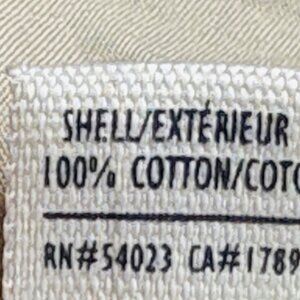 SHELL/EXTÉRIEUR
100% COTTON/COTO
RN#54023 CA#1789